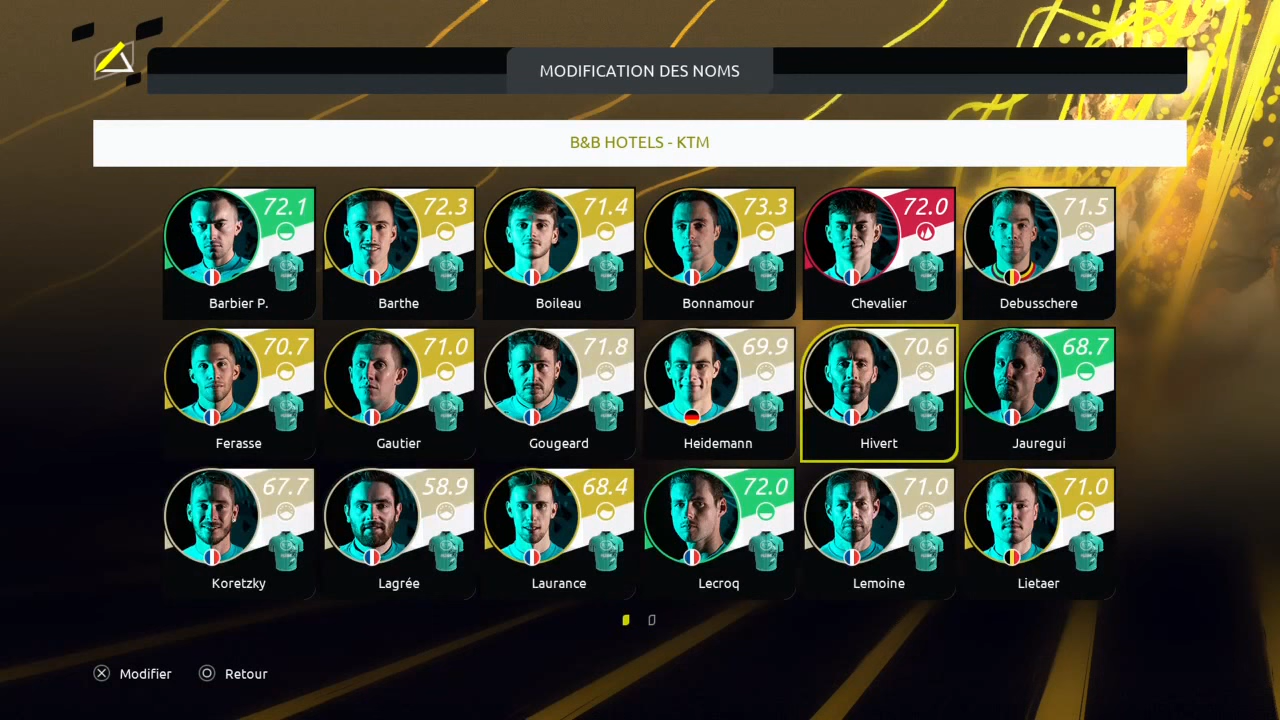 MODIFICATION DES NOMS
B&B HOTELS - KTM
72.1 72.3 71.4 73.3 72.0 71.5
Barbier P. Barthe Boileau Bonnamour Chevalier Debusschere
70.7 71.0 71.8 69.9 70.6 68.7
Ferasse Gautier Gougeard Heidemann Hivert Jauregui
67.7 58.9 68.4 72.0 71.0 71.0
Koretzky Lagrée Laurance Lecroq Lemoine Lietaer
Modifier Retour